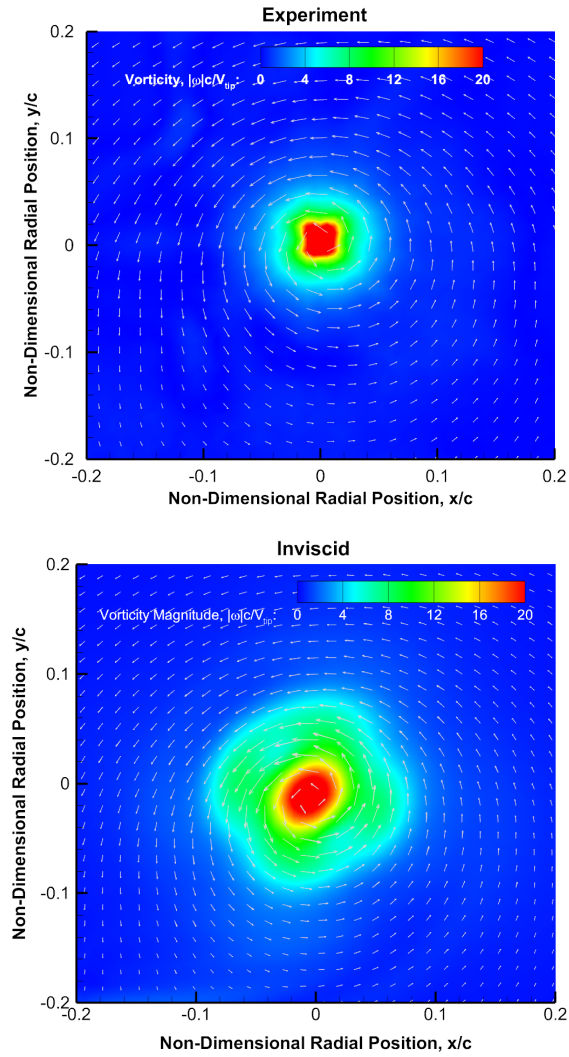 Experiment
0.2
Vorticity, |ω|c/Vtip: 0 4 8 12 16 20
0.1
0
-0.1
-0.2
-0.2 -0.1 0 0.1 0.2
Non-Dimensional Radial Position, y/c
Non-Dimensional Radial Position, x/c
Inviscid
0.2
Vorticity Magnitude, |ω|c/Vtip: 0 4 8 12 16 20
0.1
0
-0.1
-0.2
-0.2 -0.1 0 0.1 0.2
Non-Dimensional Radial Position, y/c
Non-Dimensional Radial Position, x/c